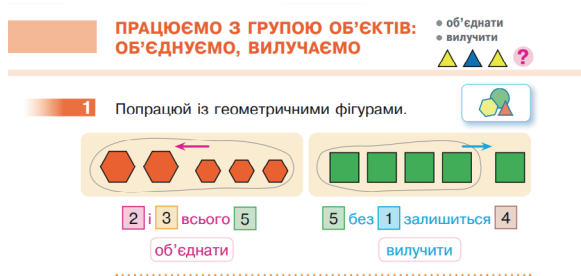 ПРАЦЮЄМО З ГРУПОЮ ОБ'ЄКТІВ:
ОБ'ЄДНУЄМО, ВИЛУЧАЄМО
• об'єднати
• вилучити
?
1 Попрацюй із геометричними фігурами.
2 і 3 всього 5
5 без 1 залишиться 4
об'єднати
вилучити